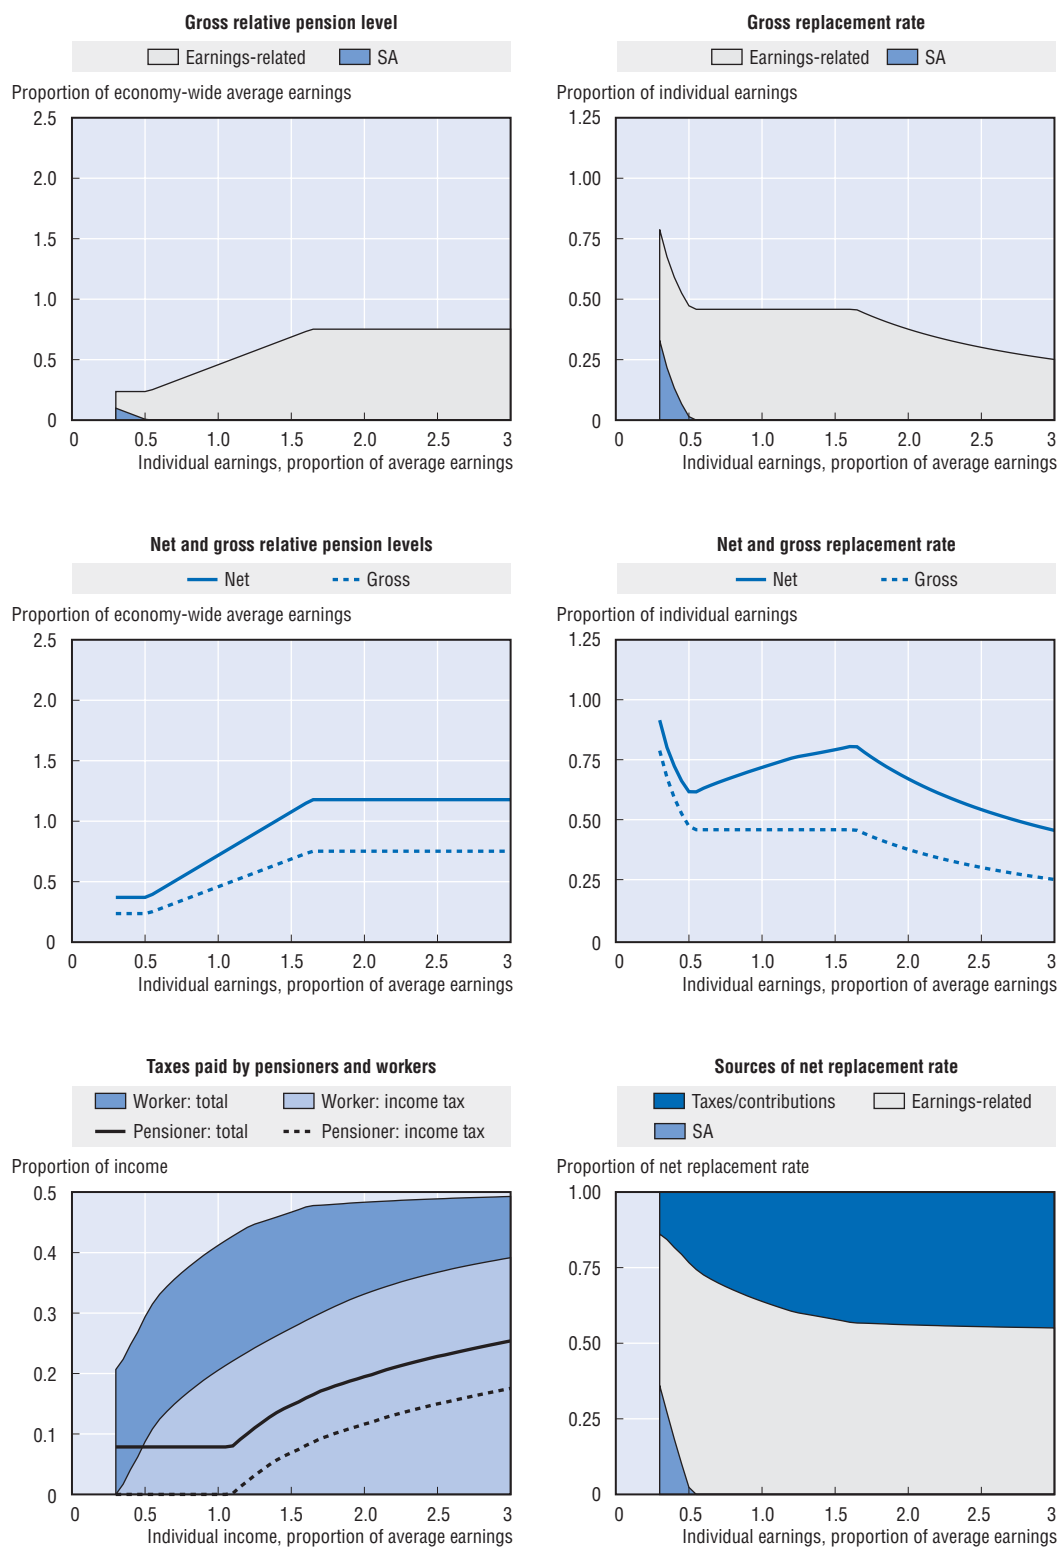 Gross relative pension level
Earnings-related SA
Proportion of economy-wide average earnings
2.5
2.0
1.5
1.0
0.5
0
0 0.5 1.0 1.5 2.0 2.5 3
Individual earnings, proportion of average earnings
Gross replacement rate
Earnings-related SA
Proportion of individual earnings
1.25
1.00
0.75
0.50
0.25
0
0 0.5 1.0 1.5 2.0 2.5 3
Individual earnings, proportion of average earnings
Net and gross relative pension levels
Net Gross
Proportion of economy-wide average earnings
2.5
2.0
1.5
1.0
0.5
0
0 0.5 1.0 1.5 2.0 2.5 3
Individual earnings, proportion of average earnings
Net and gross replacement rate
Net Gross
Proportion of individual earnings
1.25
1.00
0.75
0.50
0.25
0
0 0.5 1.0 1.5 2.0 2.5 3
Individual earnings, proportion of average earnings
Taxes paid by pensioners and workers
Worker: total Worker: income tax
Pensioner: total Pensioner: income tax
Proportion of income
0.5
0.4
0.3
0.2
0.1
0
0 0.5 1.0 1.5 2.0 2.5 3
Individual income, proportion of average earnings
Sources of net replacement rate
Taxes/contributions Earnings-related
SA
Proportion of net replacement rate
1.00
0.75
0.50
0.25
0
0 0.5 1.0 1.5 2.0 2.5 3
Individual earnings, proportion of average earnings